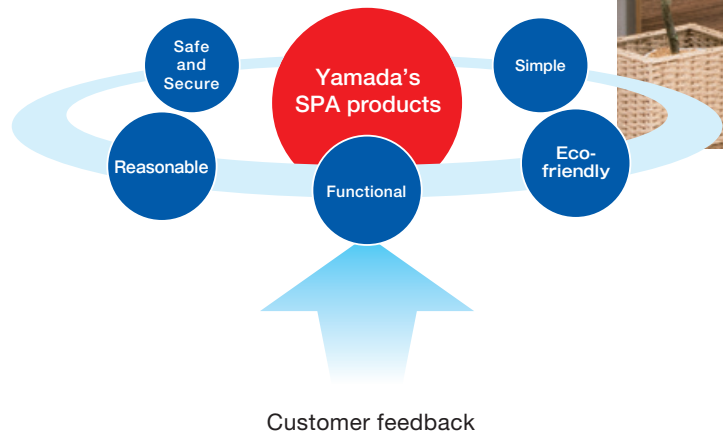 Safe
and
Secure
Yamada’s
SPA products
Simple
Reasonable
Functional
Eco-
friendly
Customer feedback